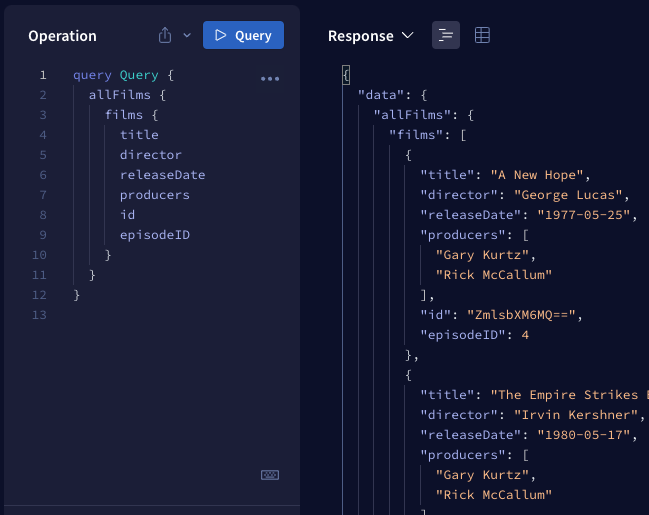 Operation
Query
1 query Query {
2 allFilms {
3 films {
4 title
5 director
6 releaseDate
7 producers
8 id
9 episodeID
10 }
11 }
12 }
13
Response
{
"data": {
"allFilms": {
"films": [
{
"title": "A New Hope",
"director": "George Lucas",
"releaseDate": "1977-05-25",
"producers": [
"Gary Kurtz",
"Rick McCallum"
],
"id": "ZmlsbXM6MQ==",
"episodeID": 4
},
{
"title": "The Empire Strikes
"director": "Irvin Kershner",
"releaseDate": "1980-05-17",
"producers": [
"Gary Kurtz",
"Rick McCallum"